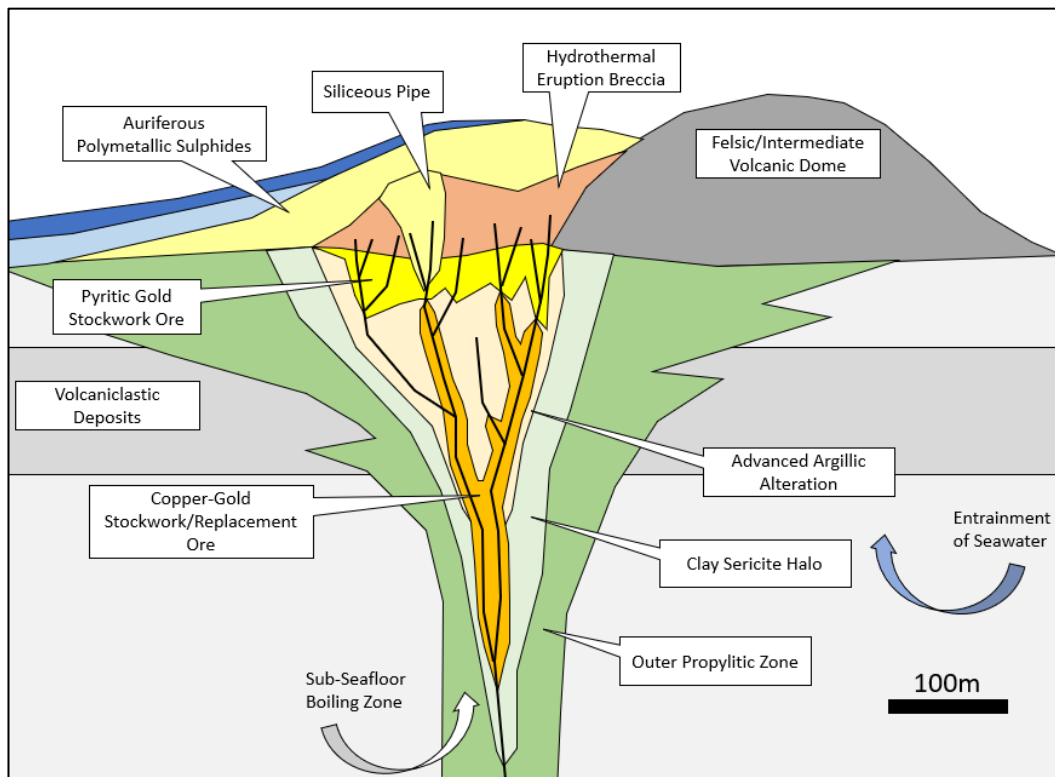 Hydrothermal
Eruption Breccia
Siliceous Pipe
Auriferous
Polymetallic Sulphides
Felsic/Intermediate
Volcanic Dome
Pyritic Gold
Stockwork Ore
Volcaniclastic
Deposits
Advanced Argillic
Alteration
Copper-Gold
Stockwork/Replacement
Ore
Entrainment
of Seawater
Clay Sericite Halo
Outer Propylitic Zone
Sub-Seafloor
Boiling Zone
100m